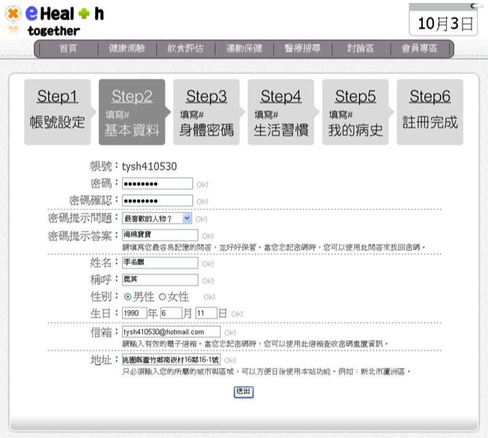 eHealth
together
10月3日
首頁 健康測驗 飲食評估 運動保健 醫療搜尋 討論區 會員專區
Step1 Step2 Step3 Step4 Step5 Step6
填寫# 填寫# 填寫# 填寫#
帳號設定 基本資料 身體密碼 生活習慣 我的病史 註冊完成
帳號：tysh410530
密碼：●●●●●●●● OK!
密碼確認：●●●●●●●● OK!
密碼提示問題：最喜歡的人物？ OK!
密碼提示答案：海綿寶寶 OK!
請填寫您最容易記憶的問答，並好好保管。當您忘記密碼時，您可以使用此問答來找回密碼。
姓名： OK!
稱呼： OK!
性別：男性 女性 OK!
生日：1990年6月11日 OK!
信箱：tysh410530@hotmail.com OK!
請輸入有效的電子信箱。當您忘記密碼時，您可以使用此信箱查收密碼重置資訊。
地址：桃園縣蘆竹鄉南崁村16鄰16-1號 OK!
只必須輸入您的所屬的城市與區域，可以方便日後使用本站功能。例如：新北市蘆洲區。
送出